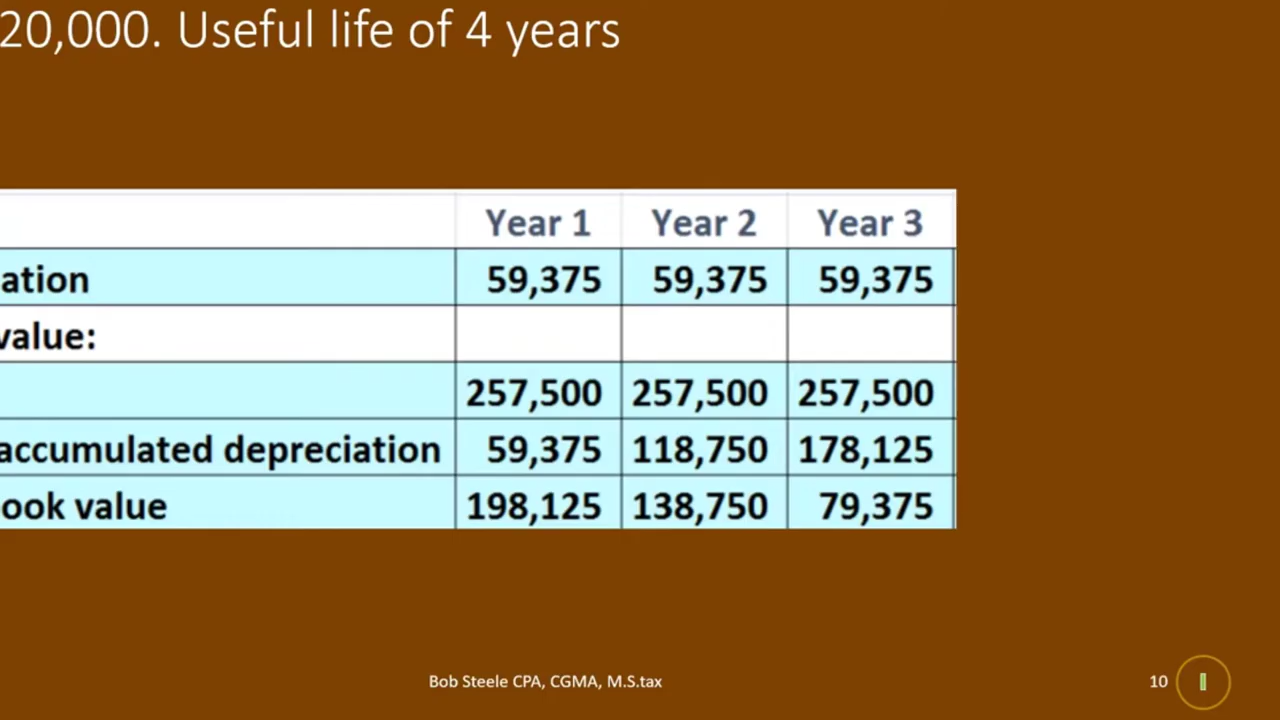 20,000. Useful life of 4 years
Year 1 Year 2 Year 3
ation 59,375 59,375 59,375
value:
257,500 257,500 257,500
accumulated depreciation 59,375 118,750 178,125
ook value 198,125 138,750 79,375
Bob Steele CPA, CGMA, M.S.tax 10